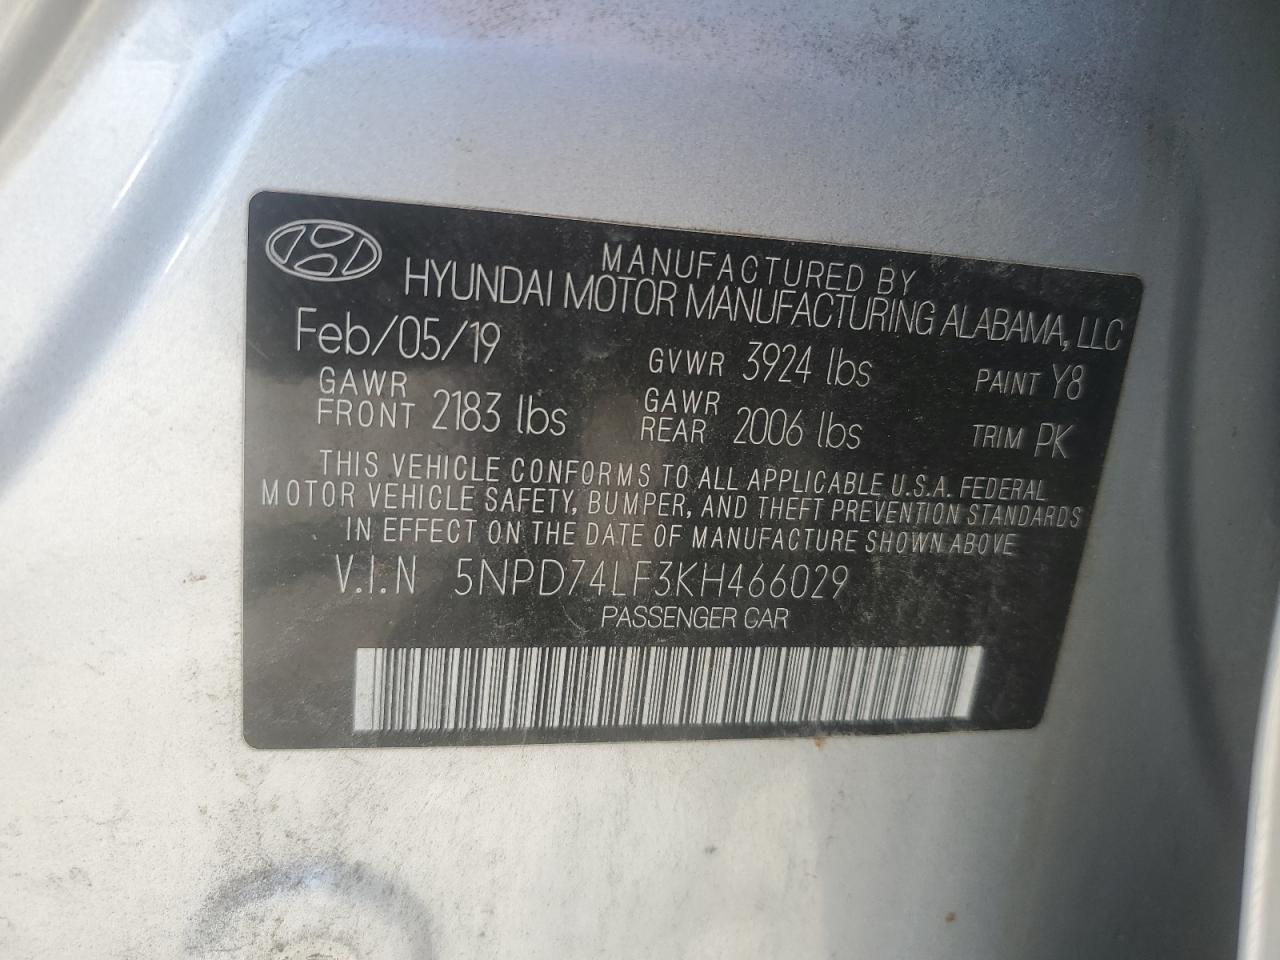 MANUFACTURED BY
HYUNDAI MOTOR MANUFACTURING ALABAMA, LLC
Feb/05/19 GVWR 3924 lbs PAINT Y8
GAWR FRONT 2183 lbs GAWR REAR 2006 lbs TRIM PK
THIS VEHICLE CONFORMS TO ALL APPLICABLE U.S.A. FEDERAL
MOTOR VEHICLE SAFETY, BUMPER, AND THEFT PREVENTION STANDARDS
IN EFFECT ON THE DATE OF MANUFACTURE SHOWN ABOVE
V.I.N 5NPD74LF3KH466029
PASSENGER CAR